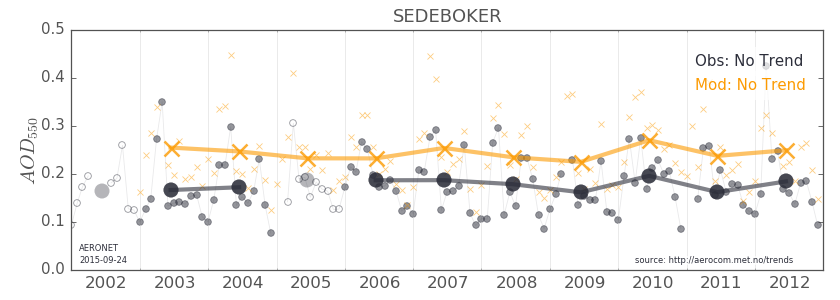 SEDEBOKER
0.5
0.4
0.3
0.2
0.1
0.0
AOD550
Obs: No Trend
Mod: No Trend
AERONET
2015-09-24
source: http://aerocom.met.no/trends
2002 2003 2004 2005 2006 2007 2008 2009 2010 2011 2012